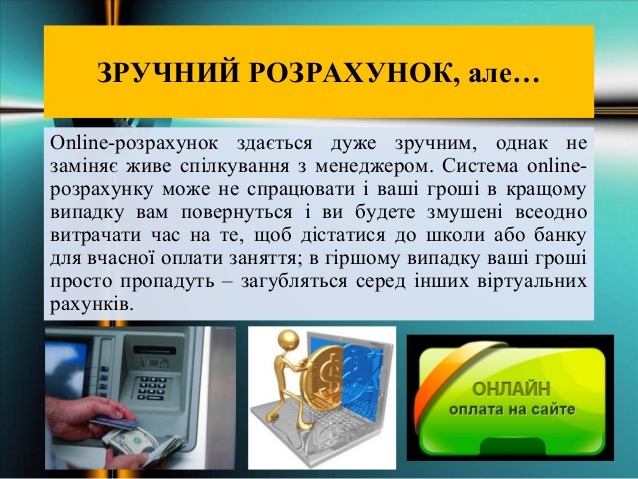 ЗРУЧНИЙ РОЗРАХУНОК, але…
Online-розрахунок здається дуже зручним, однак не
заміняє живе спілкування з менеджером. Система online-
розрахунку може не спрацювати і ваші гроші в кращому
випадку вам повернуться і ви будете змушені всеодно
витрачати час на те, щоб дістатися до школи або банку
для вчасної оплати заняття; в гіршому випадку ваші гроші
просто пропадуть – загубляться серед інших віртуальних
рахунків.
ОНЛАЙН
оплата на сайте